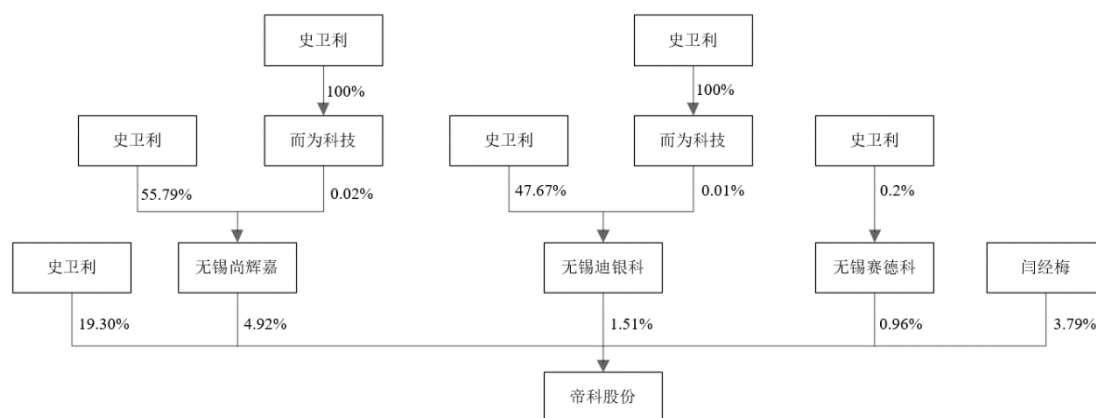 史卫利
史卫利
100%
100%
史卫利
而为科技
史卫利
而为科技
史卫利
55.79%
0.02%
47.67%
0.01%
0.2%
史卫利
无锡尚辉嘉
无锡迪银科
无锡赛德科
闫经梅
19.30%
4.92%
1.51%
0.96%
3.79%
帝科股份